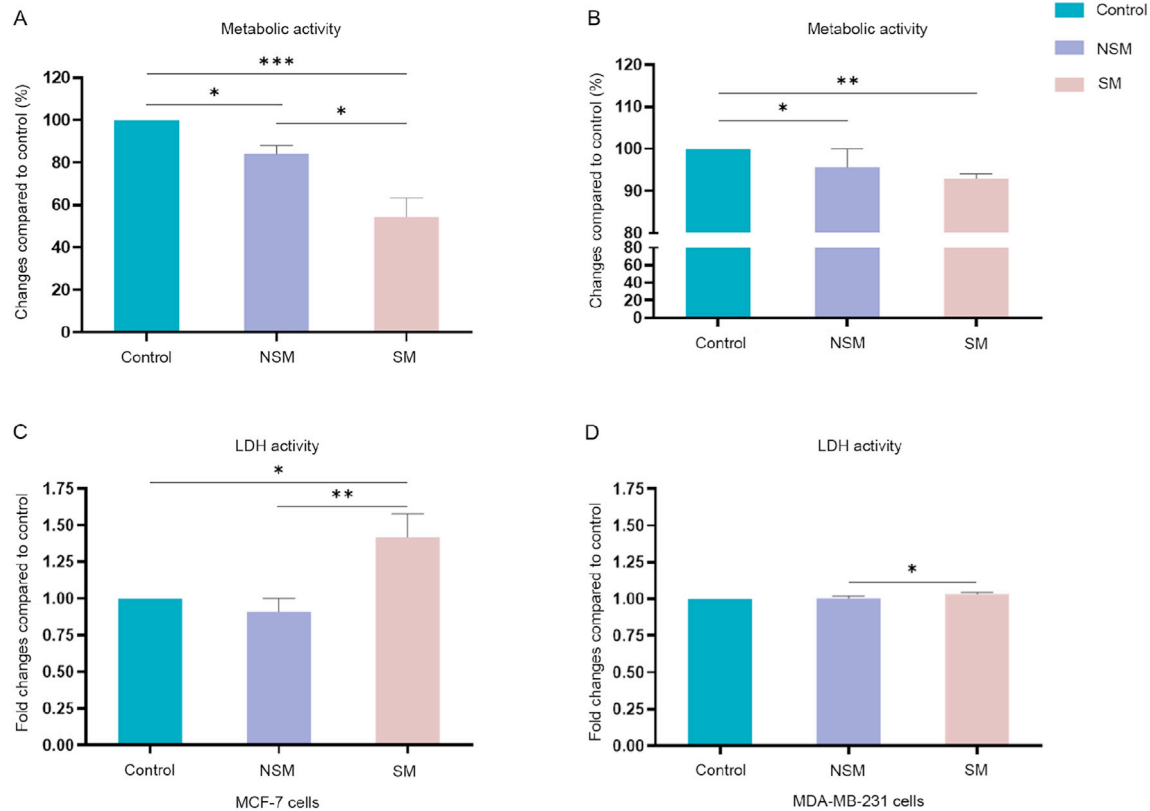 A
Metabolic activity
Changes compared to control (%)
120
100
80
60
40
20
0
***
*
*
Control
NSM
SM
B
Metabolic activity
Changes compared to control (%)
120
110
100
90
80
80
60
40
20
0
**
*
Control
NSM
SM
Control
NSM
SM
C
LDH activity
Fold changes compared to control
1.75
1.50
1.25
1.00
0.75
0.50
0.25
0.00
*
**
Control
NSM
SM
MCF-7 cells
D
LDH activity
Fold changes compared to control
1.75
1.50
1.25
1.00
0.75
0.50
0.25
0.00
*
Control
NSM
SM
MDA-MB-231 cells